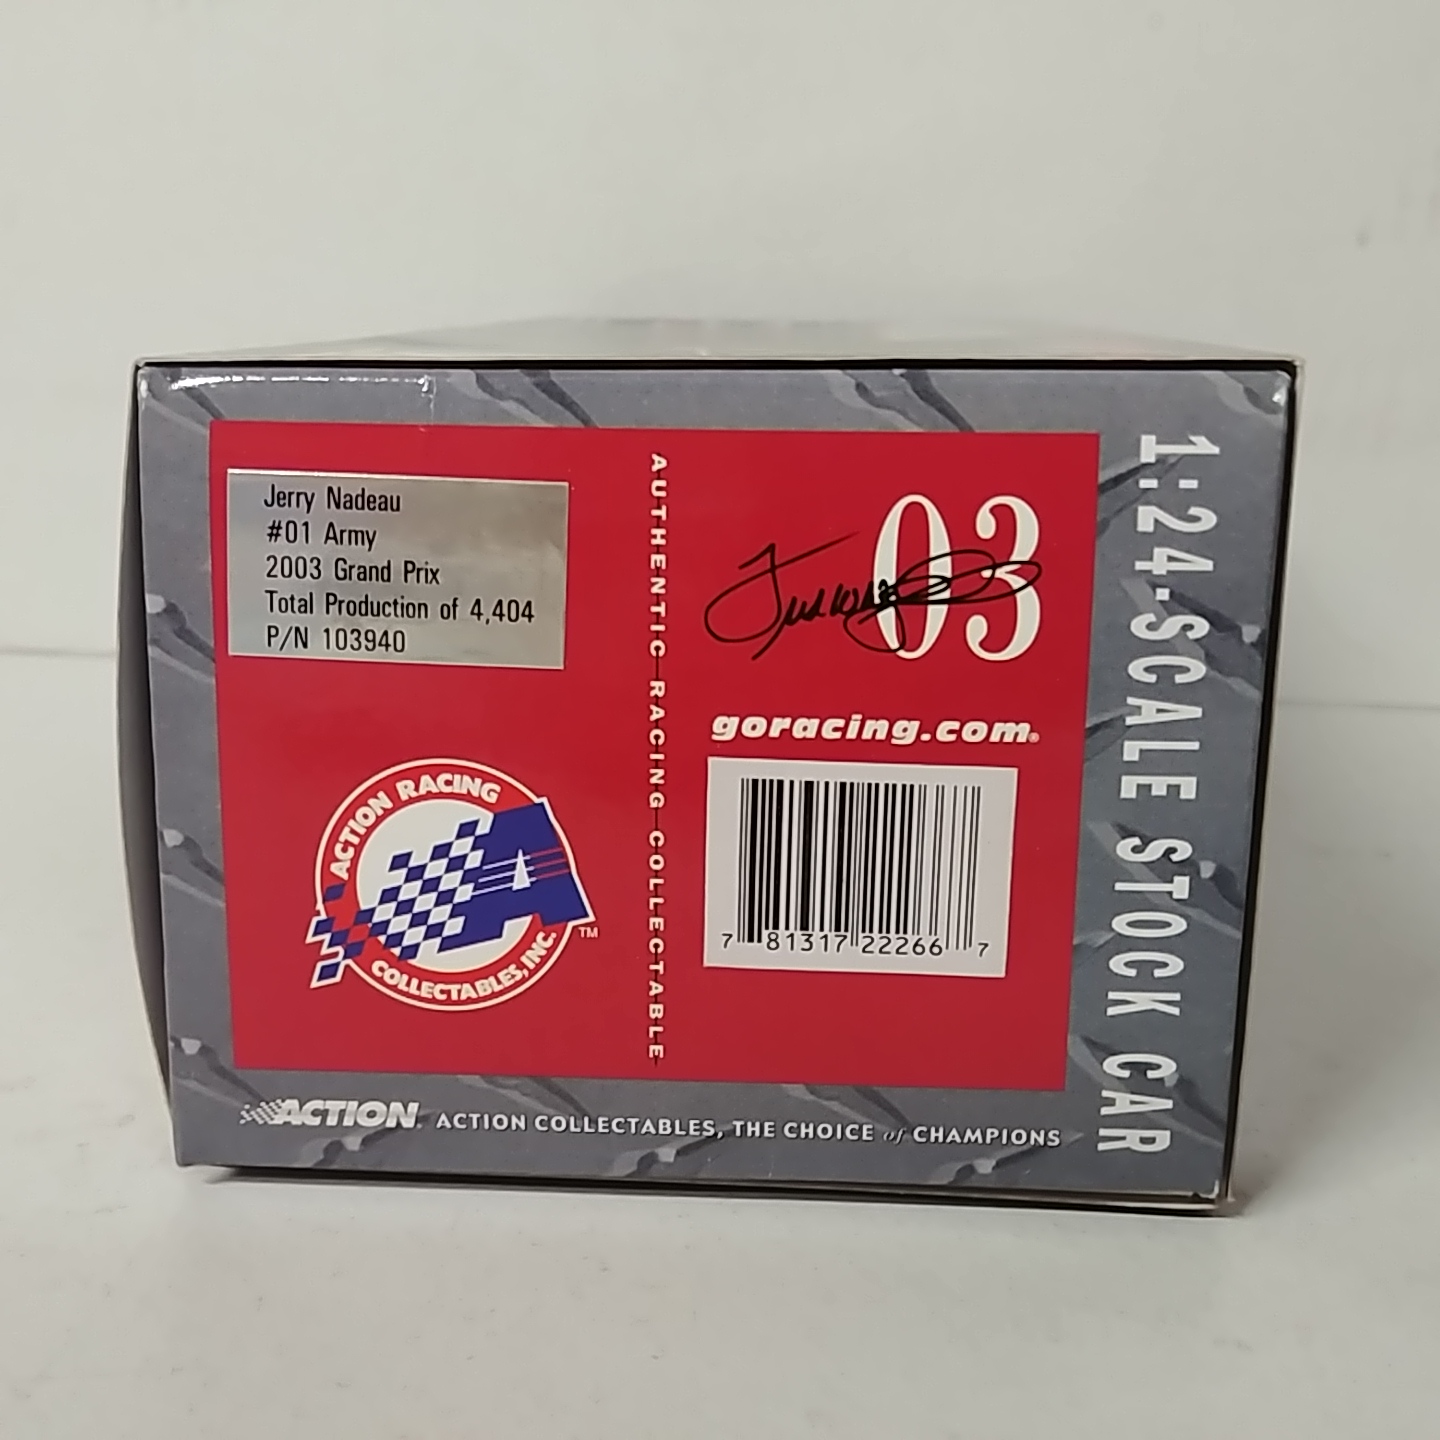 Jerry Nadeau
#01 Army
2003 Grand Prix
Total Production of 4,404
P/N 103940
ACTION RACING
COLLECTABLES, INC.
TM
AUTHENTIC RACING COLLECTABLE
03
goracing.com®
7 81317 22266 7
1:24-SCALE STOCK CAR
ACTION® ACTION COLLECTABLES, THE CHOICE of CHAMPIONS